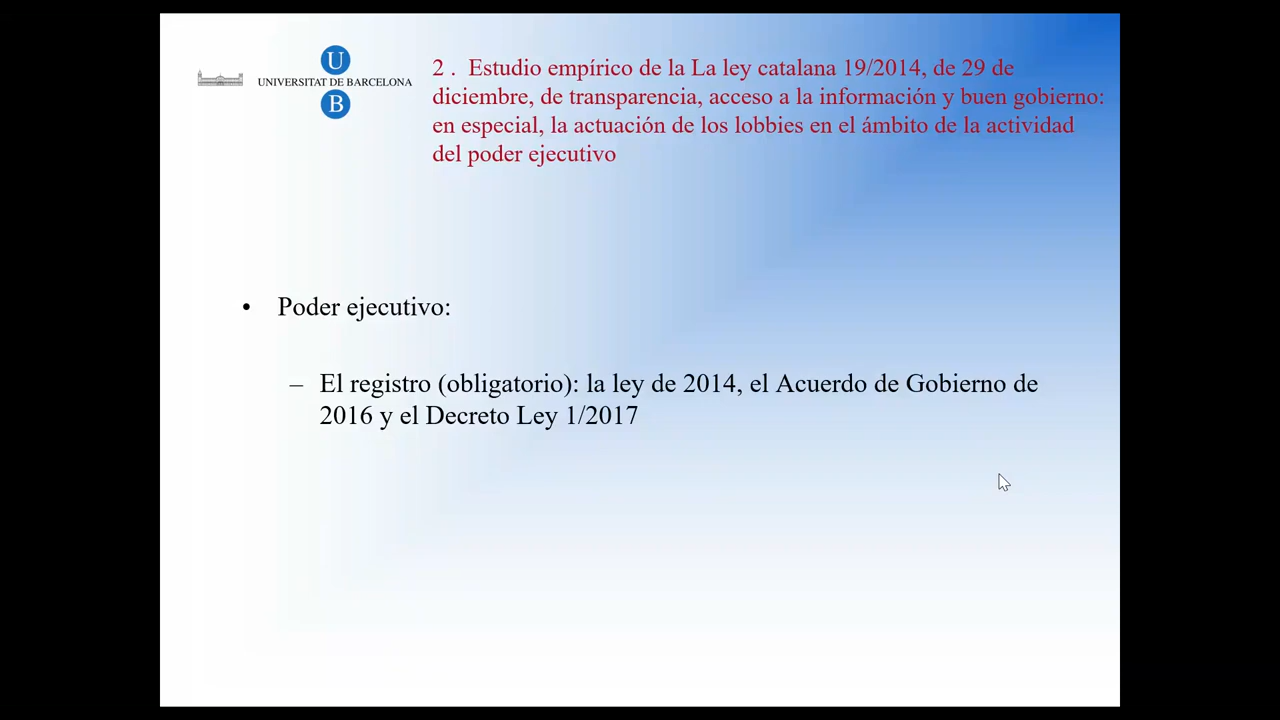 U
UNIVERSITAT DE BARCELONA
B
2 . Estudio empírico de la La ley catalana 19/2014, de 29 de
diciembre, de transparencia, acceso a la información y buen gobierno:
en especial, la actuación de los lobbies en el ámbito de la actividad
del poder ejecutivo
• Poder ejecutivo:
– El registro (obligatorio): la ley de 2014, el Acuerdo de Gobierno de
2016 y el Decreto Ley 1/2017